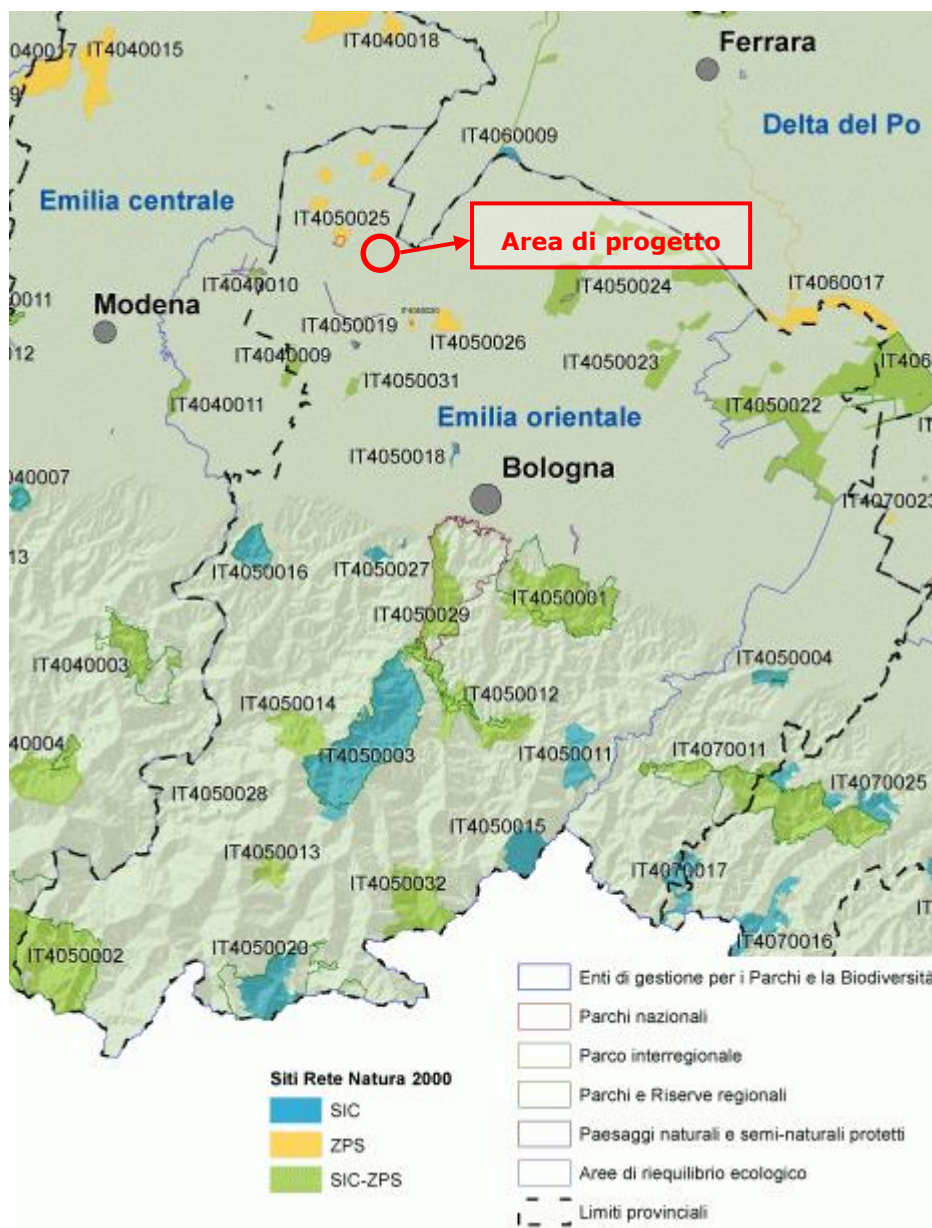 040017
IT4040015
IT4040018
Ferrara
Delta del Po
IT4060009
Emilia centrale
IT4050025
Area di progetto
IT4040010
IT4050024
IT4060017
Modena
IT4050019
IT4050026
IT4040009
IT4050023
IT4050031
IT4040011
IT4050022
Emilia orientale
IT4050018
Bologna
040007
IT4070023
IT4050016
IT4050027
IT4050001
IT4050029
IT4040003
IT4050004
IT4050014
IT4050012
40004
IT4050003
IT4050011
IT4070011
IT4070025
IT4050028
IT4050015
IT4050013
IT4050032
IT4070017
IT4050002
IT4050020
IT4070016
Siti Rete Natura 2000
SIC
ZPS
SIC-ZPS
Enti di gestione per i Parchi e la Biodiversità
Parchi nazionali
Parco interregionale
Parchi e Riserve regionali
Paesaggi naturali e semi-naturali protetti
Aree di riequilibrio ecologico
Limiti provinciali